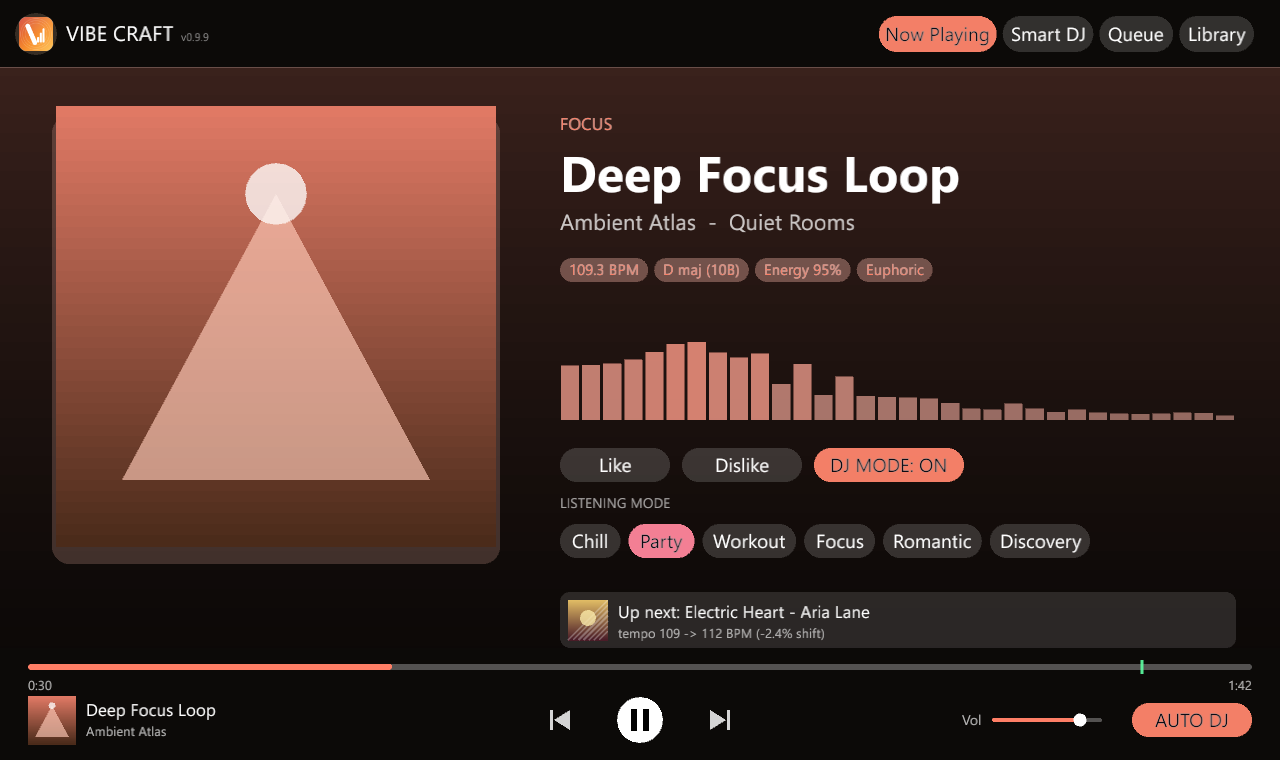 VIBE CRAFT v0.9.9
Now Playing Smart DJ Queue Library
FOCUS
Deep Focus Loop
Ambient Atlas - Quiet Rooms
109.3 BPM D maj (10B) Energy 95% Euphoric
Like Dislike DJ MODE: ON
LISTENING MODE
Chill Party Workout Focus Romantic Discovery
Up next: Electric Heart - Aria Lane
tempo 109 -> 112 BPM (-2.4% shift)
0:30 1:42
Deep Focus Loop
Ambient Atlas
Vol AUTO DJ